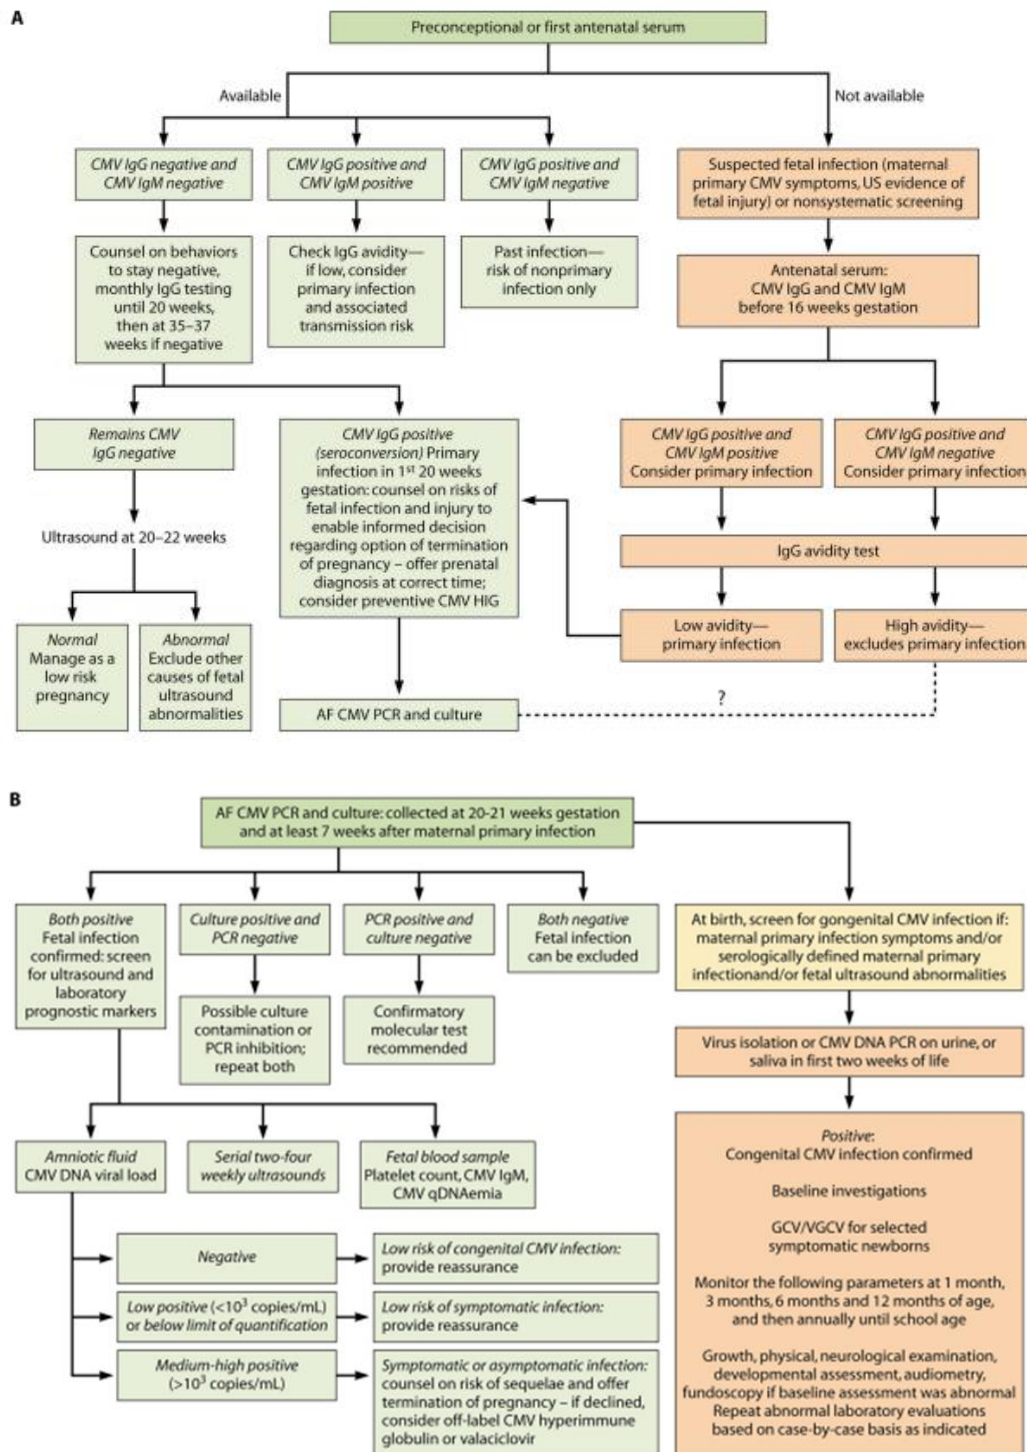 A
Preconceptional or first antenatal serum
Available
Not available
CMV IgG negative and
CMV IgM negative
CMV IgG positive and
CMV IgM positive
CMV IgG positive and
CMV IgM negative
Suspected fetal infection (maternal
primary CMV symptoms, US evidence of
fetal injury) or nonsystematic screening
Counsel on behaviors
to stay negative,
monthly IgG testing
until 20 weeks,
then at 35–37
weeks if negative
Check IgG avidity—
if low, consider
primary infection
and associated
transmission risk
Past infection—
risk of nonprimary
infection only
Antenatal serum:
CMV IgG and CMV IgM
before 16 weeks gestation
Remains CMV
IgG negative
CMV IgG positive
(seroconversion) Primary
infection in 1st 20 weeks
gestation: counsel on risks of
fetal infection and injury to
enable informed decision
regarding option of termination
of pregnancy – offer prenatal
diagnosis at correct time;
consider preventive CMV HIG
CMV IgG positive and
CMV IgM positive
Consider primary infection
CMV IgG positive and
CMV IgM negative
Consider primary infection
Ultrasound at 20–22 weeks
IgG avidity test
Normal
Manage as a
low risk
pregnancy
Abnormal
Exclude other
causes of fetal
ultrasound
abnormalities
Low avidity—
primary infection
High avidity—
excludes primary infection
AF CMV PCR and culture
?
B
AF CMV PCR and culture: collected at 20-21 weeks gestation
and at least 7 weeks after maternal primary infection
Both positive
Fetal infection
confirmed: screen
for ultrasound and
laboratory
prognostic markers
Culture positive and
PCR negative
PCR positive and
culture negative
Both negative
Fetal infection
can be excluded
At birth, screen for gongenital CMV infection if:
maternal primary infection symptoms and/or
serologically defined maternal primary
infectionand/or fetal ultrasound abnormalities
Possible culture
contamination or
PCR inhibition;
repeat both
Confirmatory
molecular test
recommended
Virus isolation or CMV DNA PCR on urine, or
saliva in first two weeks of life
Amniotic fluid
CMV DNA viral load
Serial two-four
weekly ultrasounds
Fetal blood sample
Platelet count, CMV IgM,
CMV qDNAemia
Negative
Low risk of congenital CMV infection:
provide reassurance
Low positive (<10³ copies/mL)
or below limit of quantification
Low risk of symptomatic infection:
provide reassurance
Medium-high positive
(>10³ copies/mL)
Symptomatic or asymptomatic infection:
counsel on risk of sequelae and offer
termination of pregnancy – if declined,
consider off-label CMV hyperimmune
globulin or valaciclovir
Positive:
Congenital CMV infection confirmed
Baseline investigations
GCV/VGCV for selected
symptomatic newborns
Monitor the following parameters at 1 month,
3 months, 6 months and 12 months of age,
and then annually until school age
Growth, physical, neurological examination,
developmental assessment, audiometry,
fundoscopy if baseline assessment was abnormal
Repeat abnormal laboratory evaluations
based on case-by-case basis as indicated